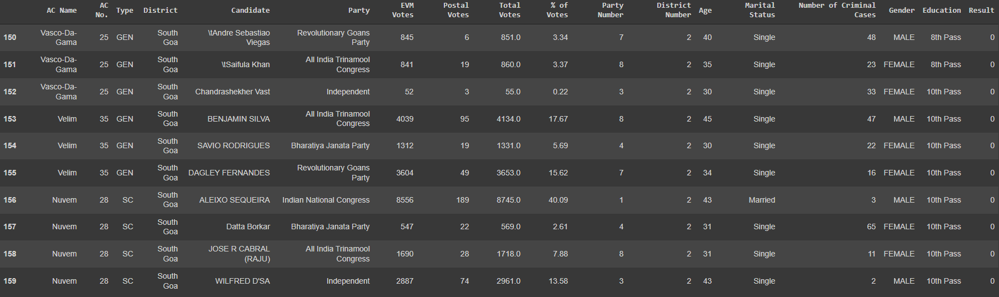 AC Name AC No. Type District Candidate Party EVM Votes Postal Votes Total Votes % of Votes Party Number District Number Age Marital Status Number of Criminal Cases Gender Education Result
150 Vasco-Da-Gama 25 GEN South Goa \tAndre Sebastiao Viegas Revolutionary Goans Party 845 6 851.0 3.34 7 2 40 Single 48 MALE 8th Pass 0
151 Vasco-Da-Gama 25 GEN South Goa \tSaifula Khan All India Trinamool Congress 841 19 860.0 3.37 8 2 35 Single 23 FEMALE 8th Pass 0
152 Vasco-Da-Gama 25 GEN South Goa Chandrashekher Vast Independent 52 3 55.0 0.22 3 2 30 Single 33 FEMALE 10th Pass 0
153 Velim 35 GEN South Goa BENJAMIN SILVA All India Trinamool Congress 4039 95 4134.0 17.67 8 2 45 Single 47 MALE 10th Pass 0
154 Velim 35 GEN South Goa SAVIO RODRIGUES Bharatiya Janata Party 1312 19 1331.0 5.69 4 2 30 Single 22 FEMALE 10th Pass 0
155 Velim 35 GEN South Goa DAGLEY FERNANDES Revolutionary Goans Party 3604 49 3653.0 15.62 7 2 34 Single 16 FEMALE 10th Pass 0
156 Nuvem 28 SC South Goa ALEIXO SEQUEIRA Indian National Congress 8556 189 8745.0 40.09 1 2 43 Married 3 MALE 10th Pass 0
157 Nuvem 28 SC South Goa Datta Borkar Bharatiya Janata Party 547 22 569.0 2.61 4 2 31 Single 65 FEMALE 10th Pass 0
158 Nuvem 28 SC South Goa JOSE R CABRAL (RAJU) All India Trinamool Congress 1690 28 1718.0 7.88 8 2 31 Single 11 FEMALE 10th Pass 0
159 Nuvem 28 SC South Goa WILFRED D'SA Independent 2887 74 2961.0 13.58 3 2 43 Single 2 MALE 10th Pass 0